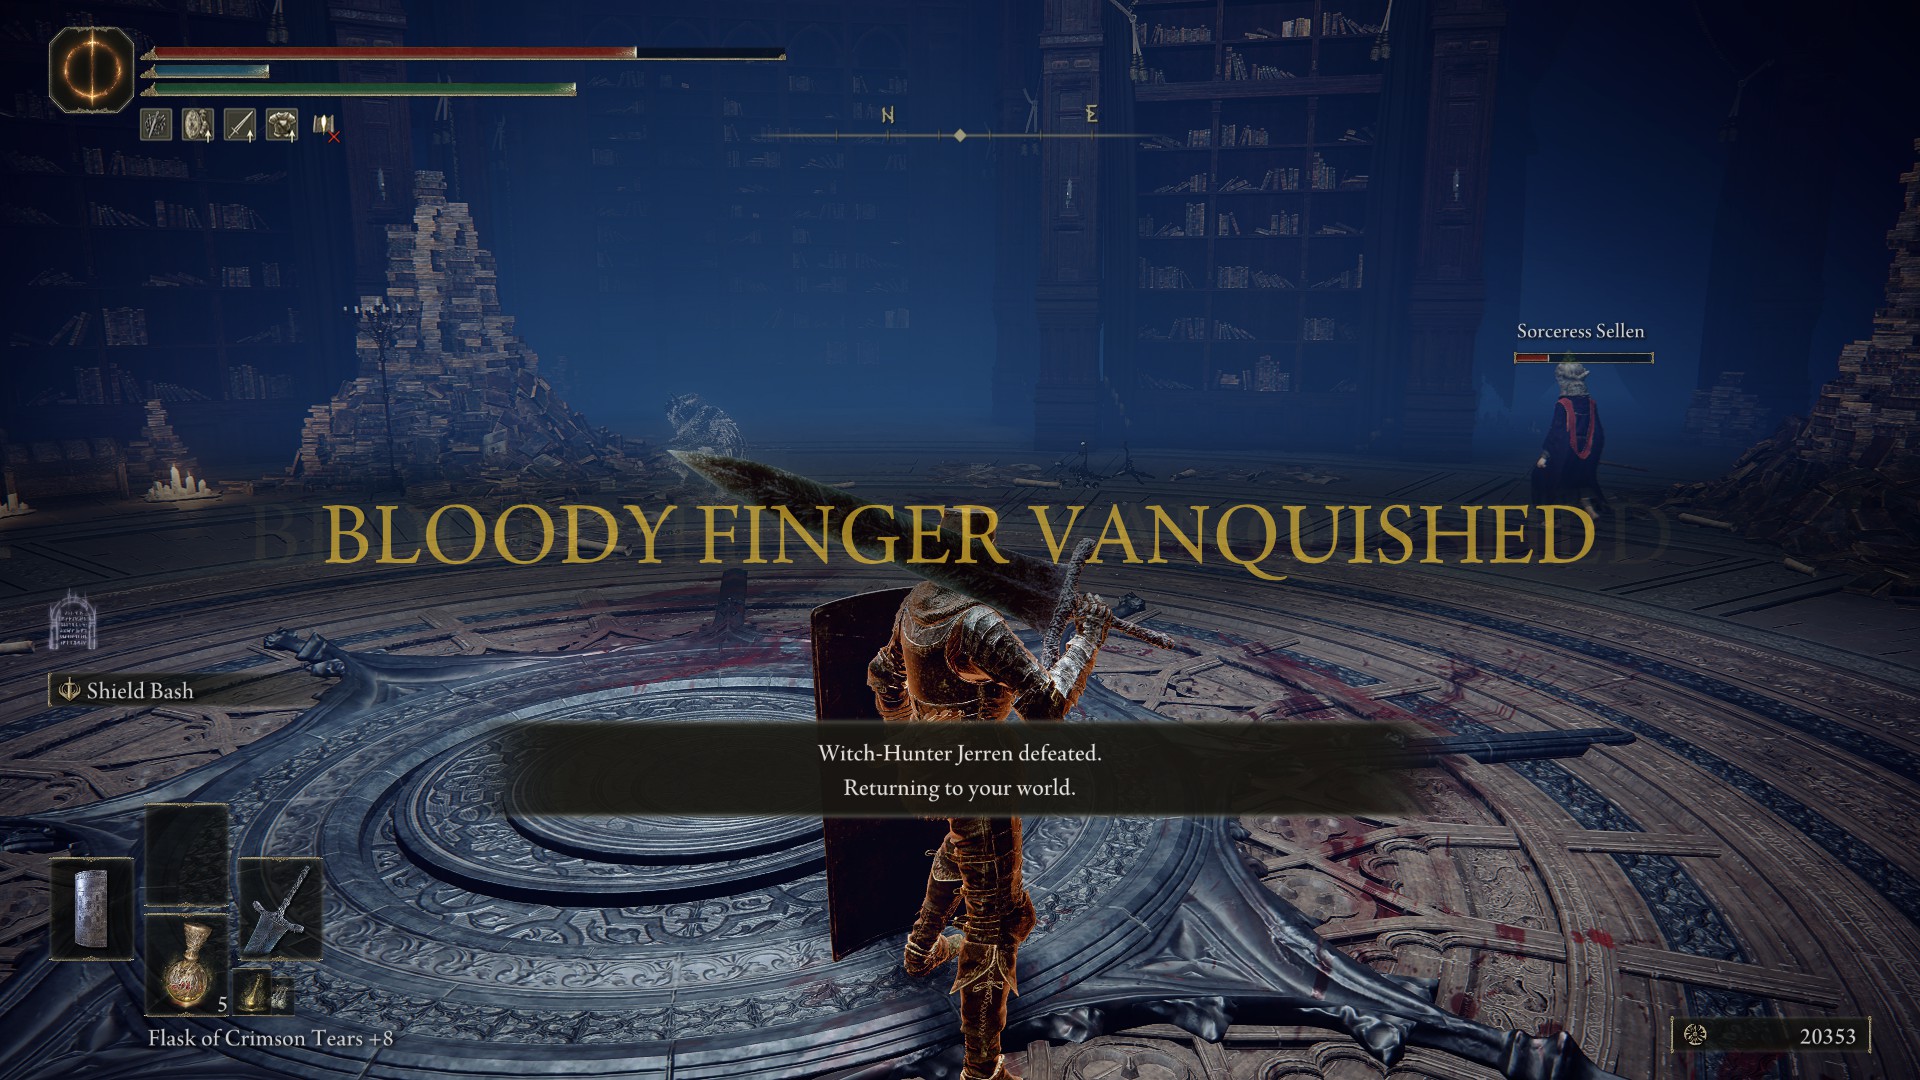 N
E
Sorceress Sellen
BLOODY FINGER VANQUISHED
Shield Bash
Witch-Hunter Jerren defeated.
Returning to your world.
5
Flask of Crimson Tears +8
20353